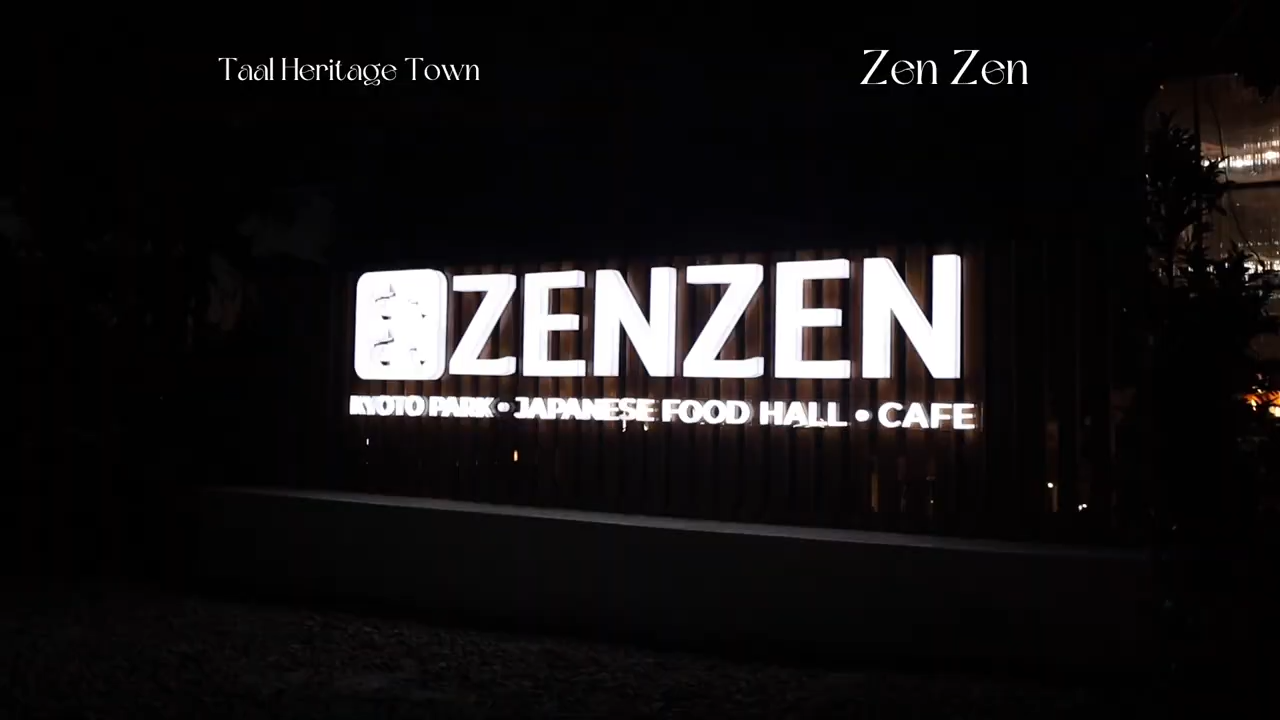 Taal Heritage Town
Zen Zen
ZENZEN
KYOTO PARK • JAPANESE FOOD HALL • CAFE